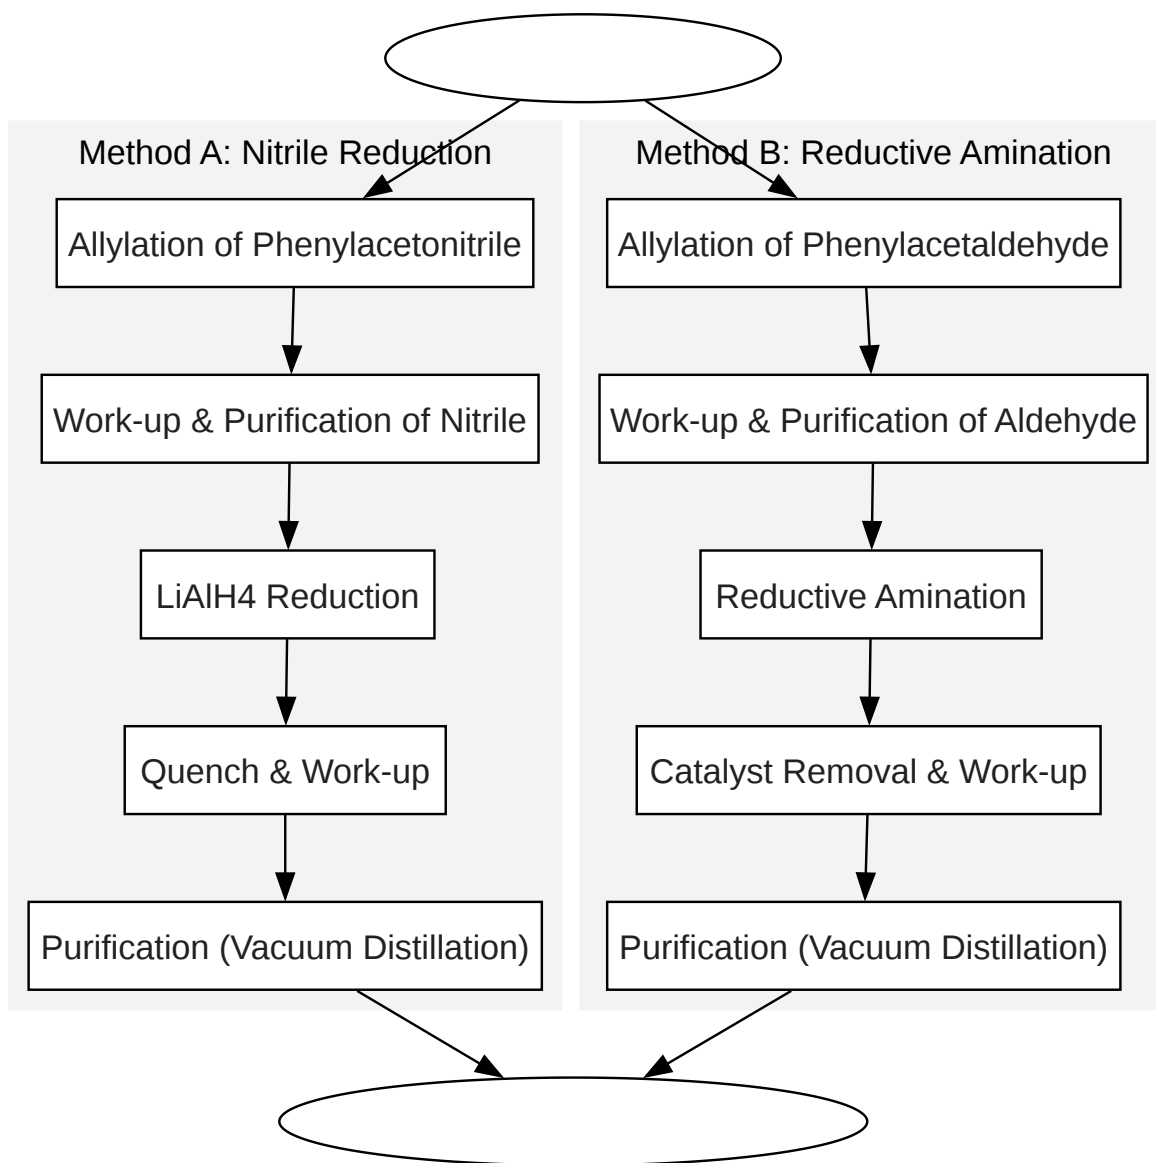 Method A: Nitrile Reduction
Allylation of Phenylacetonitrile
Work-up & Purification of Nitrile
LiAlH4 Reduction
Quench & Work-up
Purification (Vacuum Distillation)
Method B: Reductive Amination
Allylation of Phenylacetaldehyde
Work-up & Purification of Aldehyde
Reductive Amination
Catalyst Removal & Work-up
Purification (Vacuum Distillation)